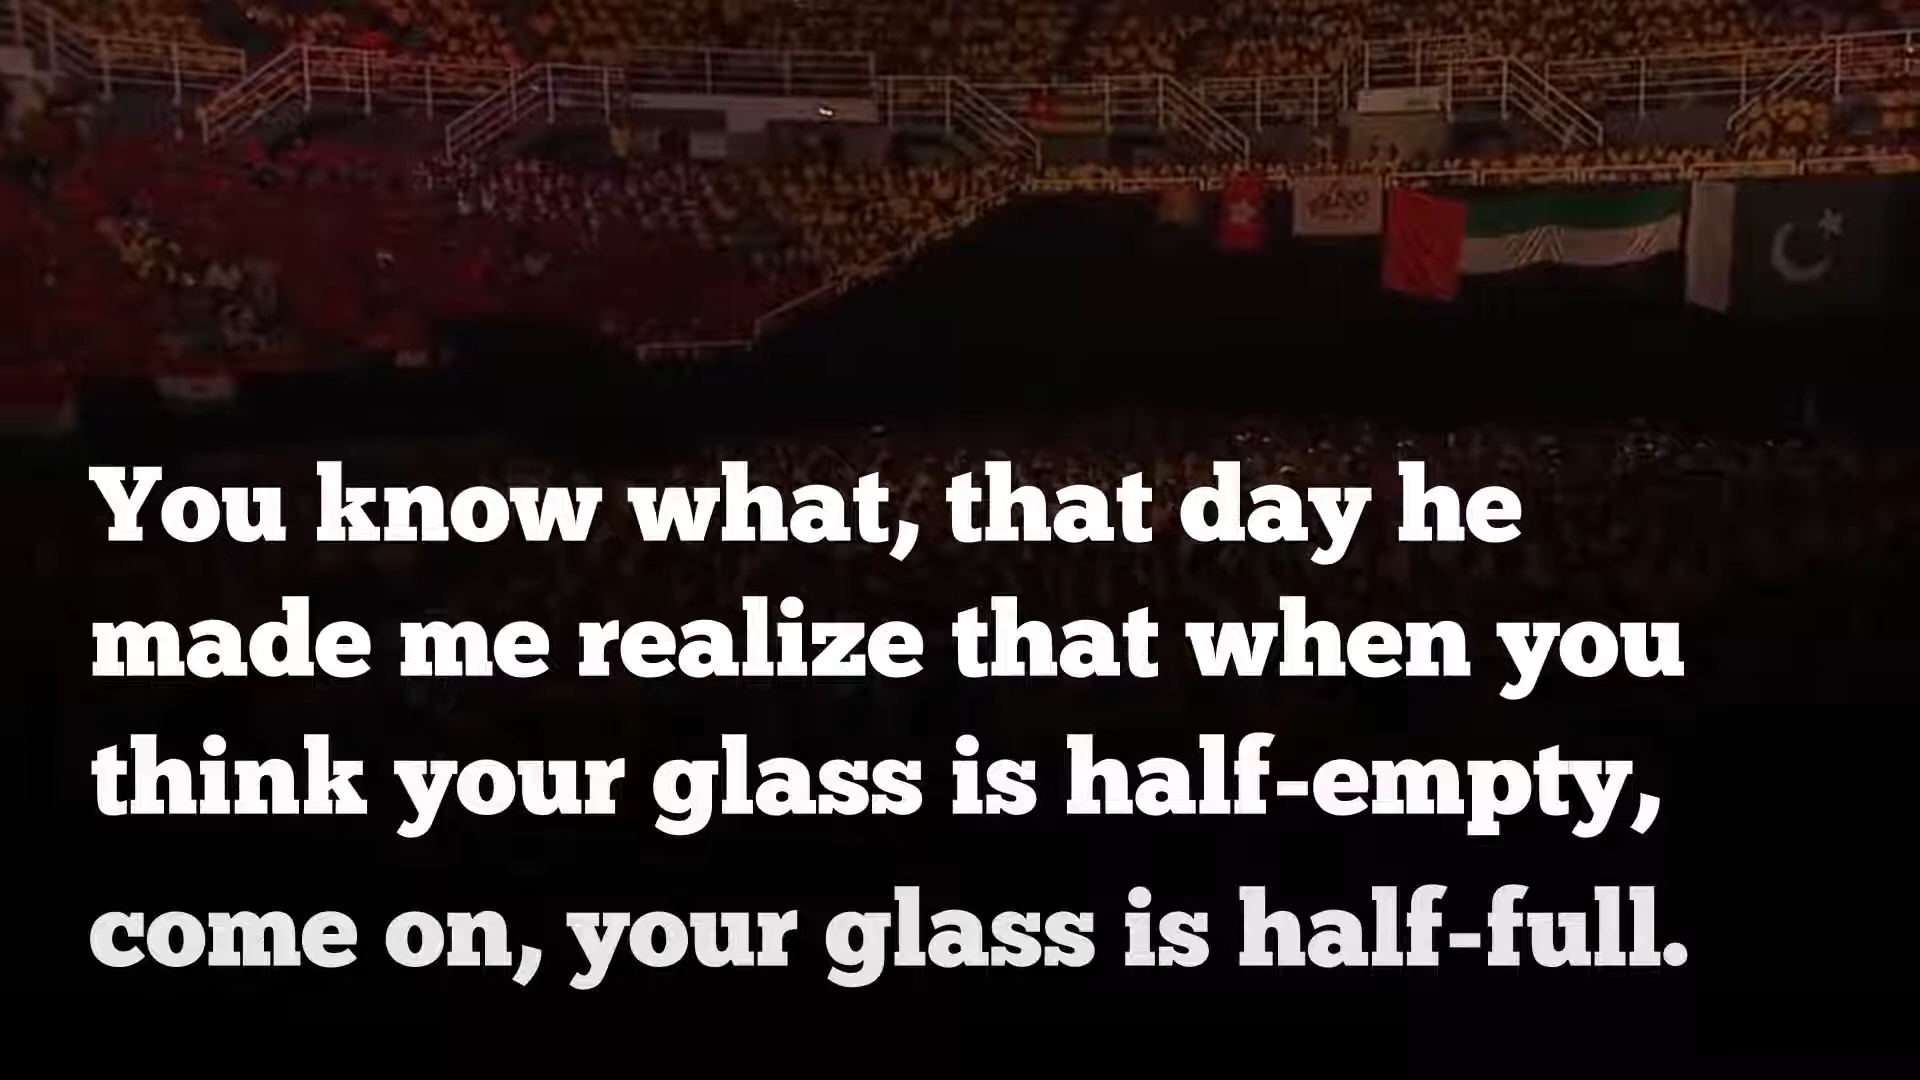 You know what, that day he
made me realize that when you
think your glass is half-empty,
come on, your glass is half-full.